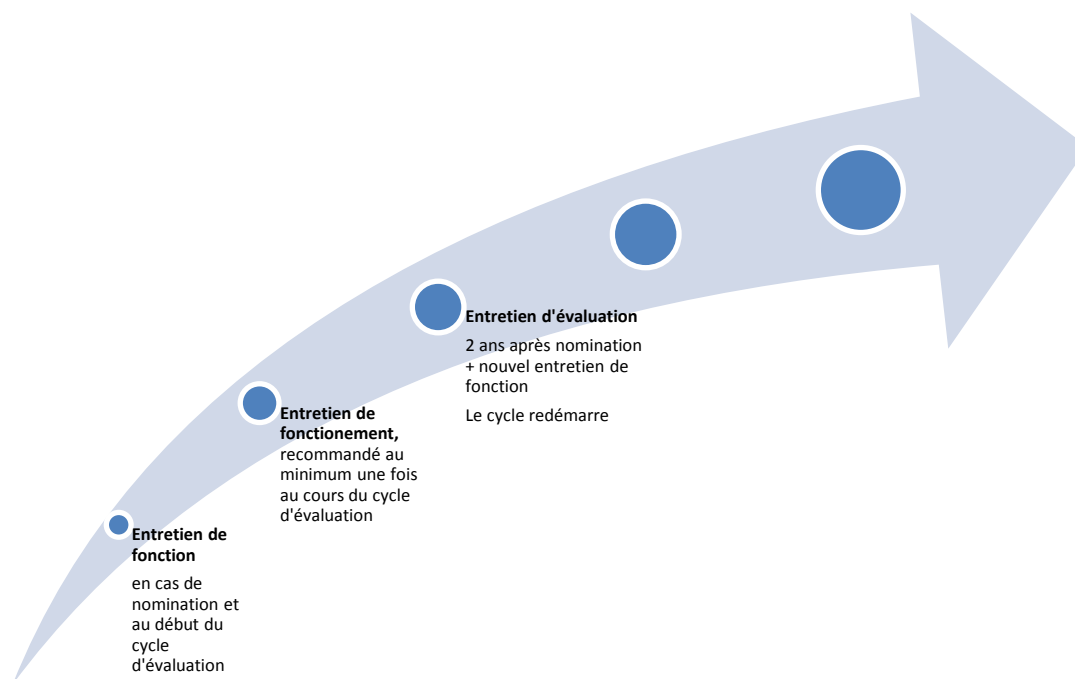 Entretien d'évaluation
2 ans après nomination
+ nouvel entretien de
fonction
Le cycle redémarre
Entretien de
fonctionement,
recommandé au
minimum une fois
au cours du cycle
d'évaluation
Entretien de
fonction
en cas de
nomination et
au début du
cycle
d'évaluation